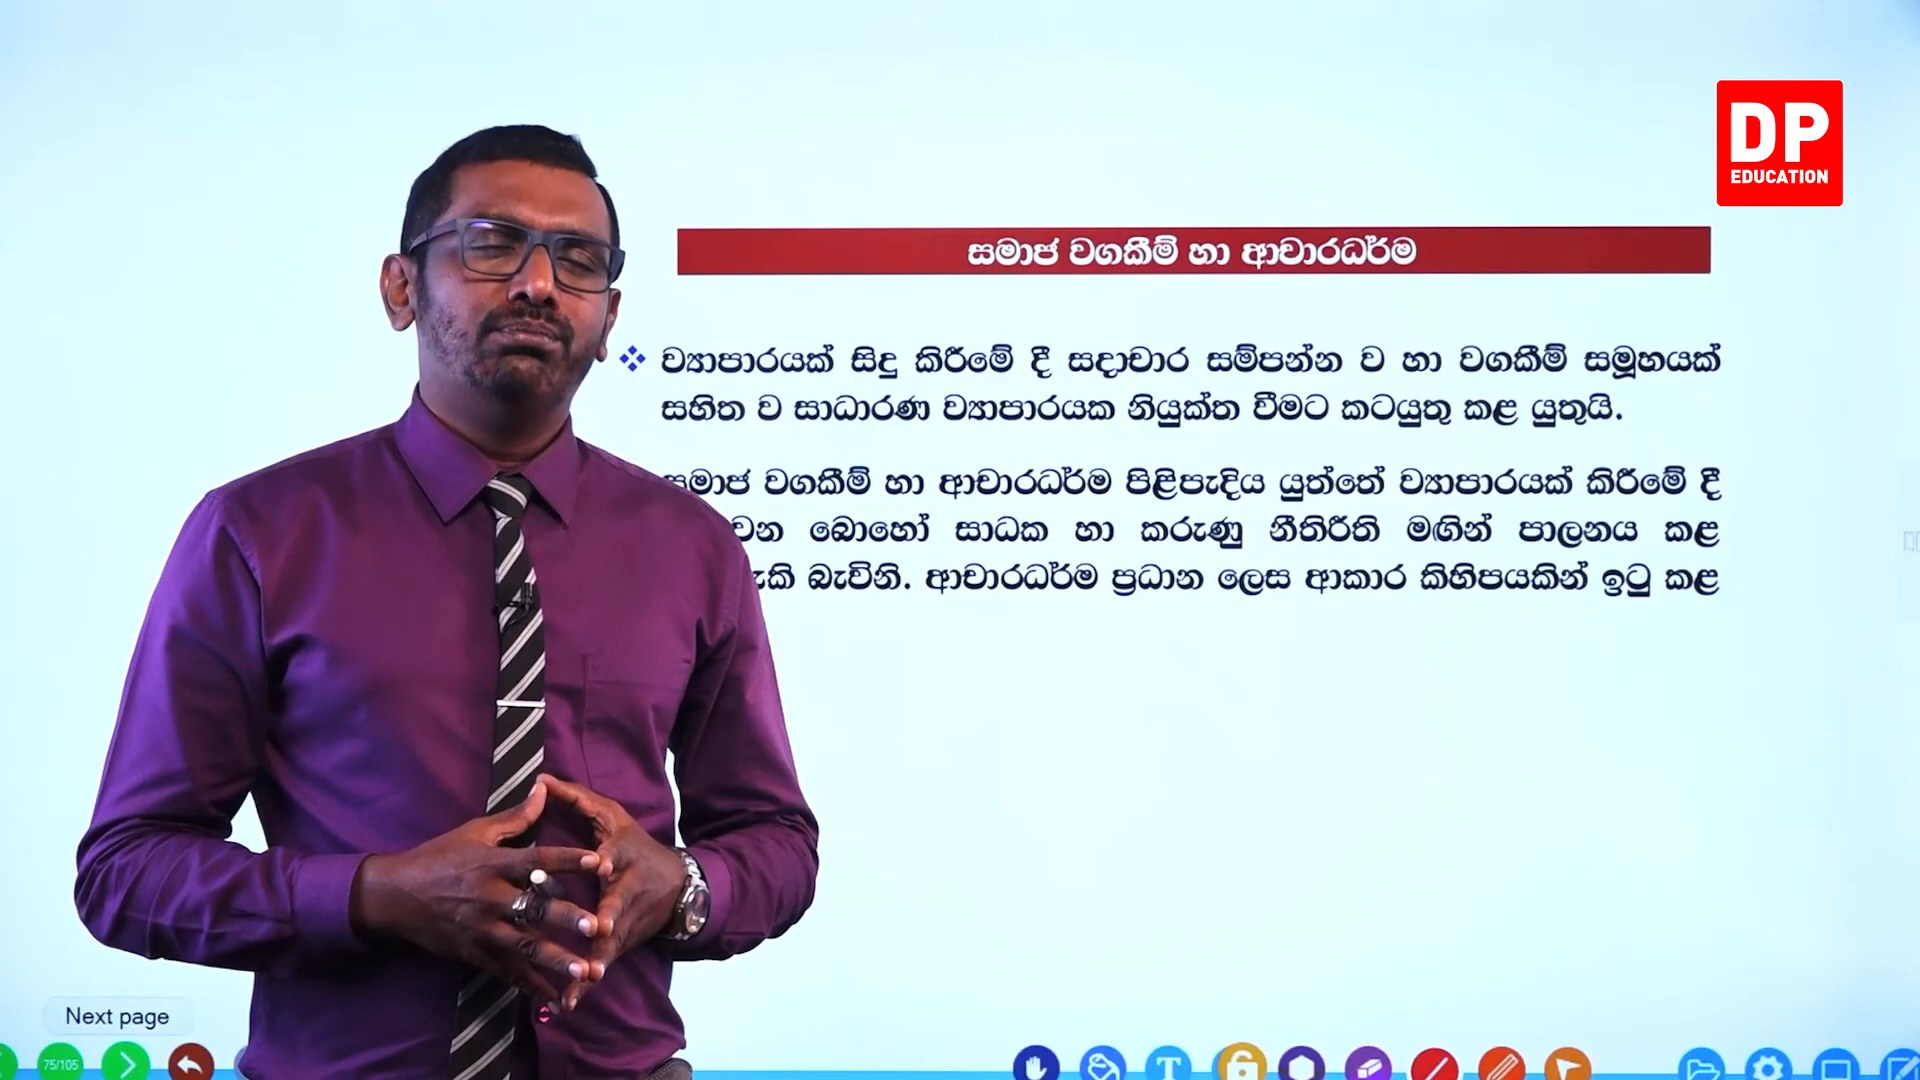 DP
EDUCATION
සමාජ වගකීම් හා ආචාරධර්ම
ව්‍යාපාරයක් සිදු කිරීමේ දී සදාචාර සම්පන්න ව හා වගකීම් සමූහයක්
සහිත ව සාධාරණ ව්‍යාපාරයක නියුක්ත වීමට කටයුතු කළ යුතුයි.
සමාජ වගකීම් හා ආචාරධර්ම පිළිපැදිය යුත්තේ ව්‍යාපාරයක් කිරීමේ දී
බොහෝ සාධක හා කරුණු නීතිරීති මඟින් පාලනය කළ
බැවිනි. ආචාරධර්ම ප්‍රධාන ලෙස ආකාර කිහිපයකින් ඉටු කළ
Next page
75/105
T